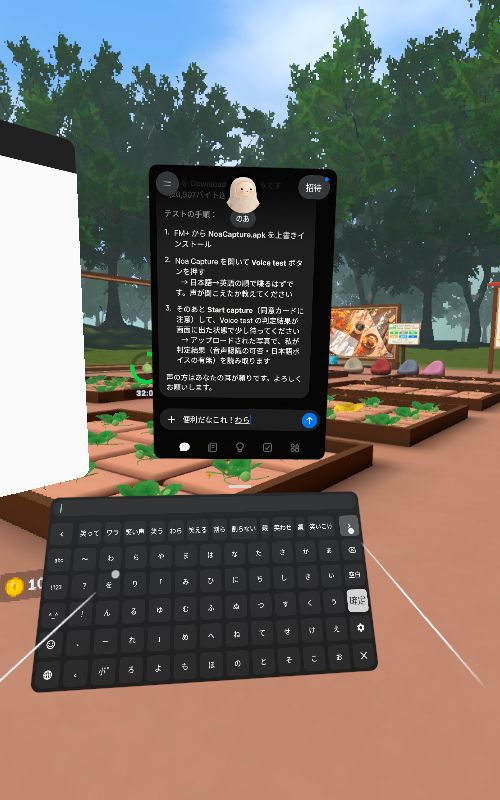 招待
のあ
テストの手順：
1. FM+ から NoaCapture.apk を上書きイ
ンストール
2. Noa Capture を開いて Voice test ボタ
ンを押す
→ 日本語→英語の順で喋るはずで
す。声が聞こえたか教えてください
3. そのあと Start capture（同意カードに
注意）して、Voice test の判定結果が
画面に出た状態で少し待ってください
→ アップロードされた写真で、私が
判定結果（音声認識の可否・日本語ボ
イスの有無）を読み取ります
声の方はあなたの耳が頼りです。よろしく
お願いします。
32:0
+ 便利だなこれ！わら
10
< 笑って ワラ 笑い声 笑う わら 笑える 割ら 割らない 藁 笑わせ 笑いこけ
abc 〜 わ ら や ま は な た さ か あ
!123 ? を り 「 み ひ に ち し き い 空白
^_^ ! ん る ゆ む ふ ぬ つ す く う 確定
、 ー れ 」 め へ ね て せ け え
。 ろ よ も ほ の と そ こ お